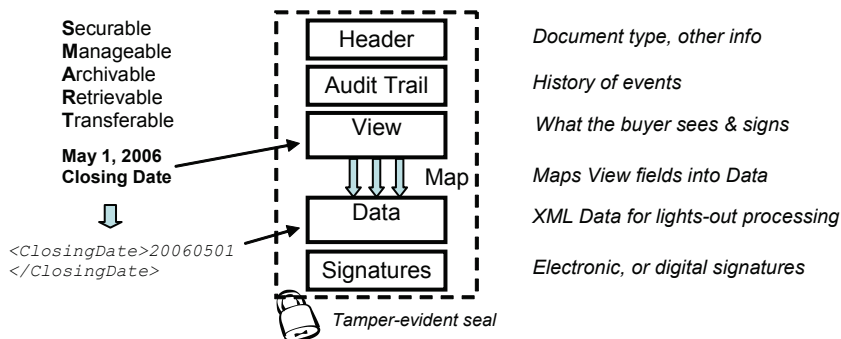 Securable
Manageable
Archivable
Retrievable
Transferable
May 1, 2006
Closing Date
<ClosingDate>20060501
</ClosingDate>
Header
Audit Trail
View
Map
Data
Signatures
Tamper-evident seal
Document type, other info
History of events
What the buyer sees & signs
Maps View fields into Data
XML Data for lights-out processing
Electronic, or digital signatures